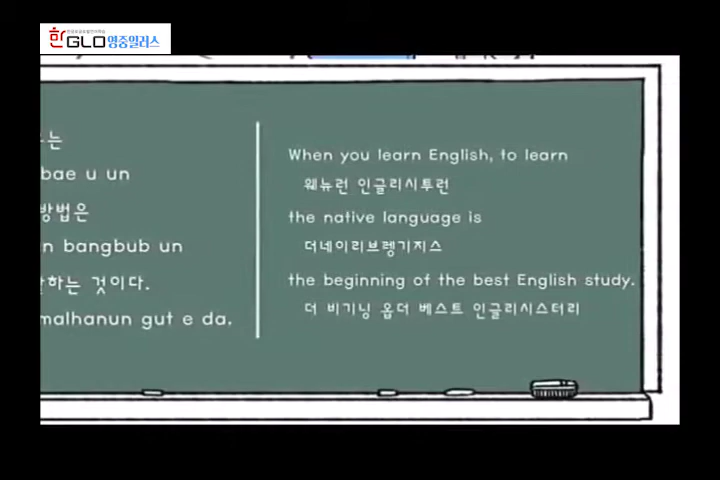 한GLO 영중일러스
는
bae u un
방법은
n bangbub un
하는 것이다.
malhanun gut e da.
When you learn English, to learn
웬뉴런 인글리시투런
the native language is
더네이리브렝기지스
the beginning of the best English study.
더 비기닝 옵더 베스트 인글리시스터리